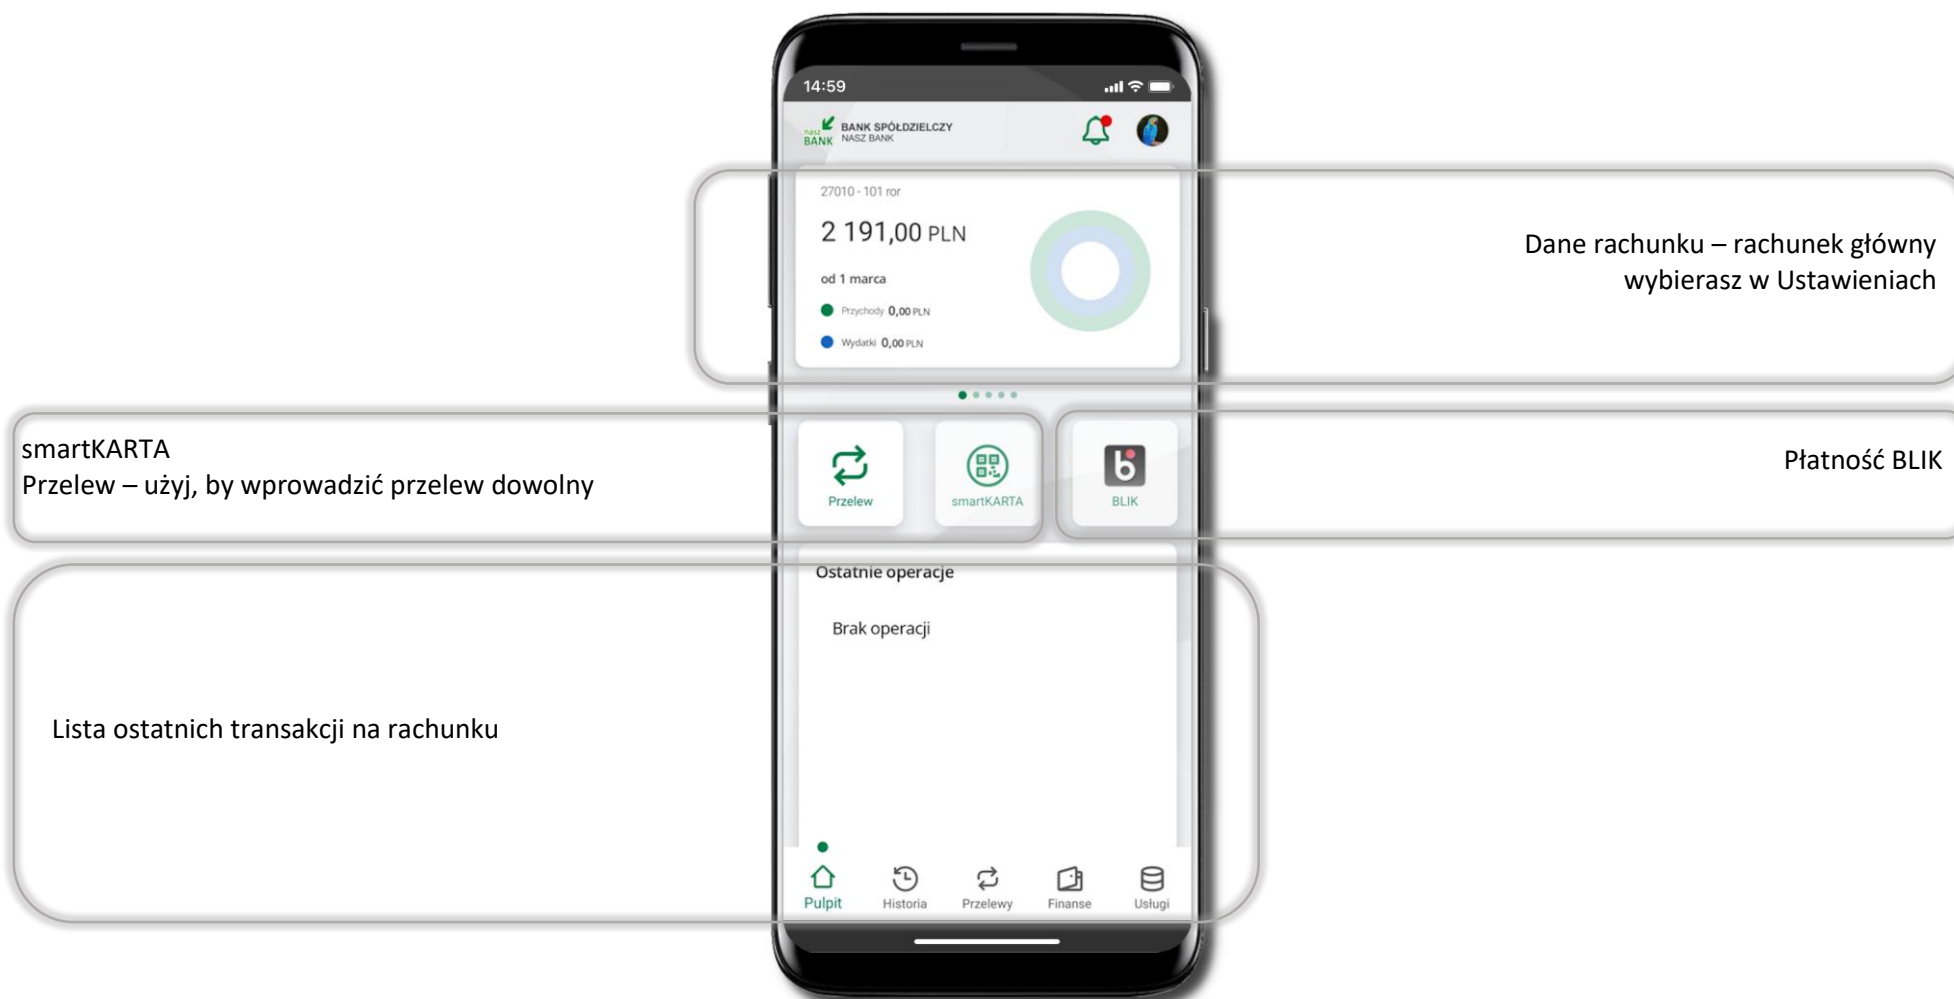 14:59
nasz
BANK
BANK SPÓŁDZIELCZY
NASZ BANK
27010 - 101 ror
2 191,00 PLN
od 1 marca
Przychody 0,00 PLN
Wydatki 0,00 PLN
Dane rachunku – rachunek główny
wybierasz w Ustawieniach
smartKARTA
Przelew – użyj, by wprowadzić przelew dowolny
Przelew
smartKARTA
BLIK
Płatność BLIK
Ostatnie operacje
Brak operacji
Lista ostatnich transakcji na rachunku
Pulpit
Historia
Przelewy
Finanse
Usługi